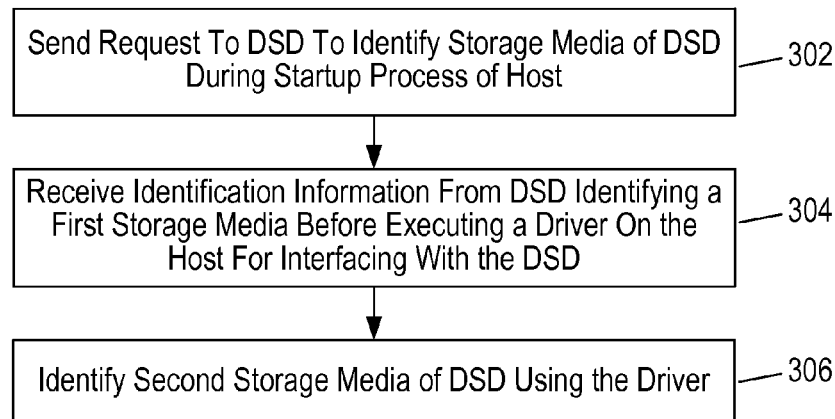 Send Request To DSD To Identify Storage Media of DSD
During Startup Process of Host
302
Receive Identification Information From DSD Identifying a
First Storage Media Before Executing a Driver On the
Host For Interfacing With the DSD
304
Identify Second Storage Media of DSD Using the Driver
306